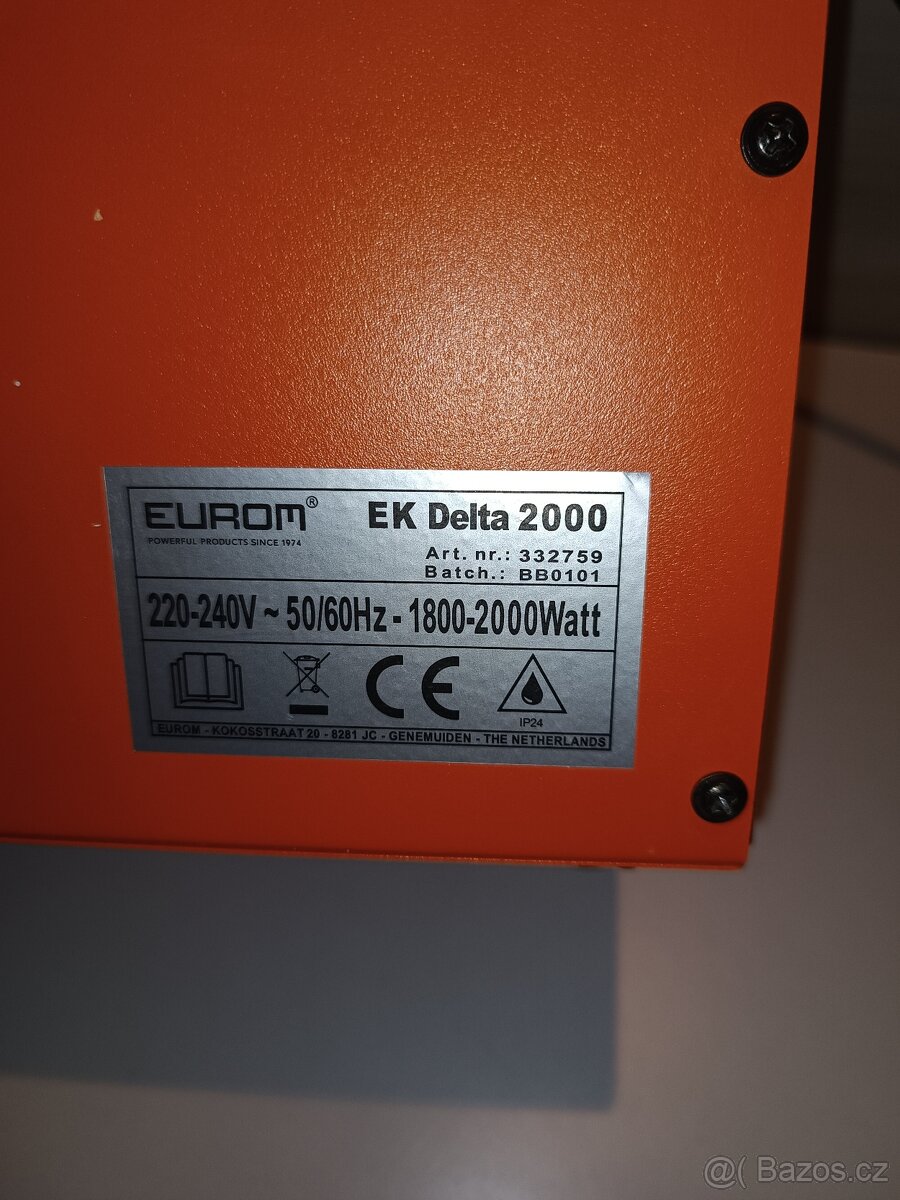 EUROM® EK Delta 2000
POWERFUL PRODUCTS SINCE 1974
Art. nr.: 332759
Batch.: BB0101
220-240V ~ 50/60Hz - 1800-2000Watt
CE
IP24
EUROM - KOKOSSTRAAT 20 - 8281 JC - GENEMUIDEN - THE NETHERLANDS
@( Bazos.cz